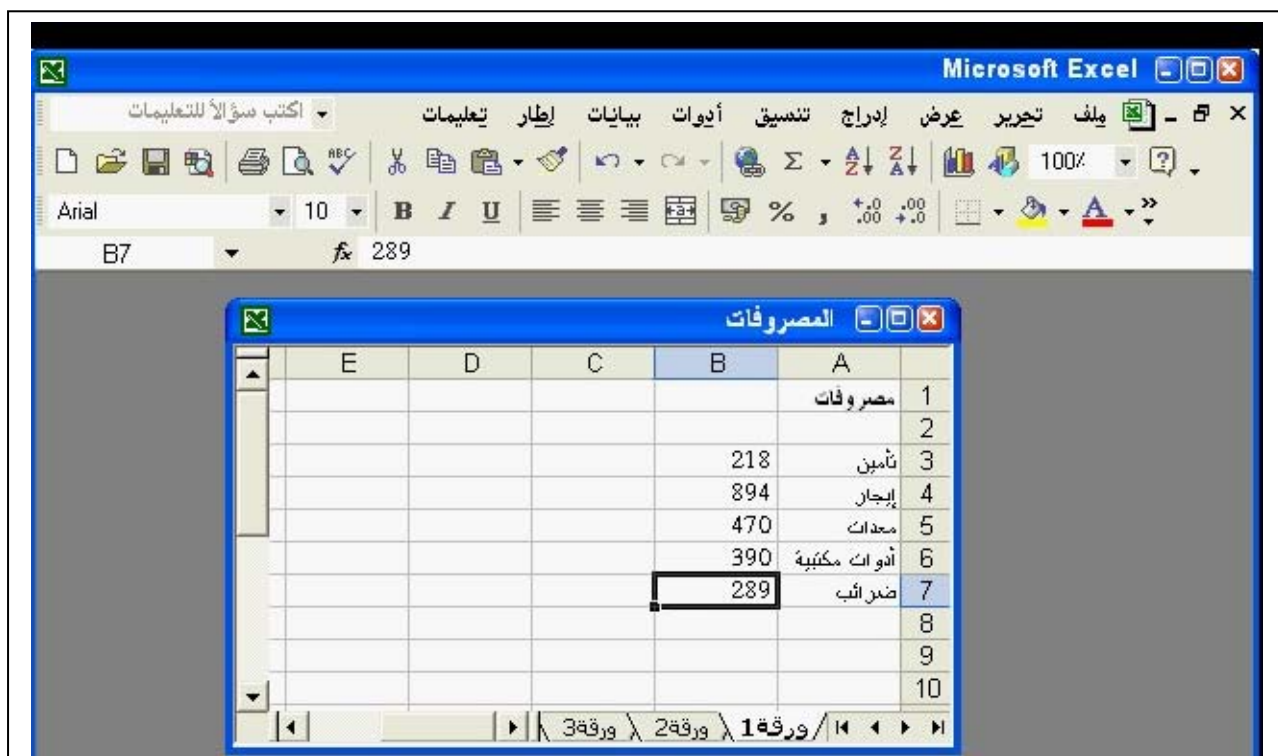 Microsoft Excel
ملف تحرير عرض إدراج تنسيق أدوات بيانات إطار تعليمات اكتب سؤالاً للتعليمات
100%
Arial 10 B I U
B7 fx 289
المصروفات
A B C D E
1 مصروفات
2
3 تأمين 218
4 إيجار 894
5 معدات 470
6 أدوات مكتبية 390
7 ضرائب 289
8
9
10
ورقة1 ورقة2 ورقة3